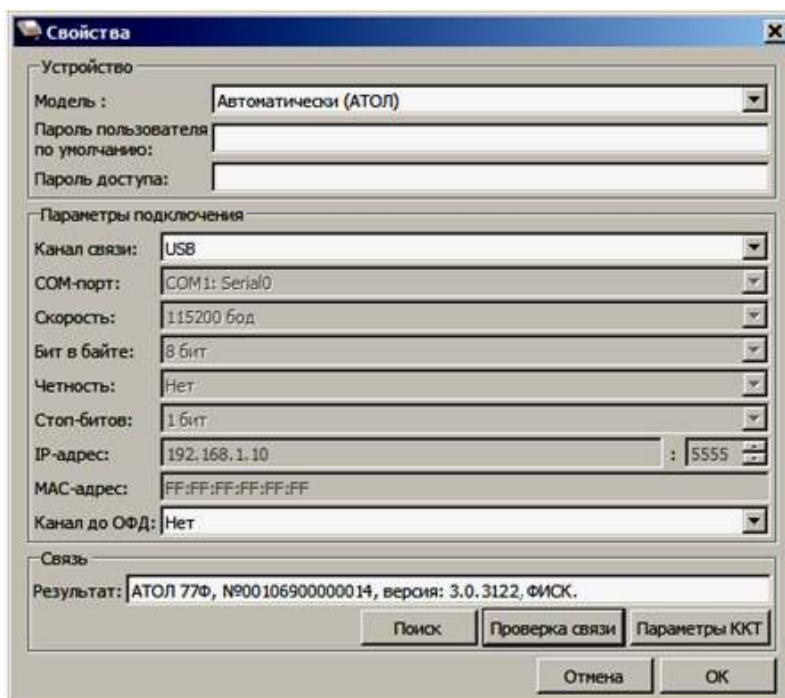 Свойства
Устройство
Модель : Автоматически (АТОЛ)
Пароль пользователя
по умолчанию:
Пароль доступа:
Параметры подключения
Канал связи: USB
COM-порт: COM1: Serial0
Скорость: 115200 бод
Бит в байте: 8 бит
Четность: Нет
Стоп-битов: 1 бит
IP-адрес: 192.168.1.10 : 5555
MAC-адрес: FF:FF:FF:FF:FF:FF
Канал до ОФД: Нет
Связь
Результат: АТОЛ 77Ф, №00106900000014, версия: 3.0.3122, ФИСК.
Поиск Проверка связи Параметры ККТ
Отмена ОК